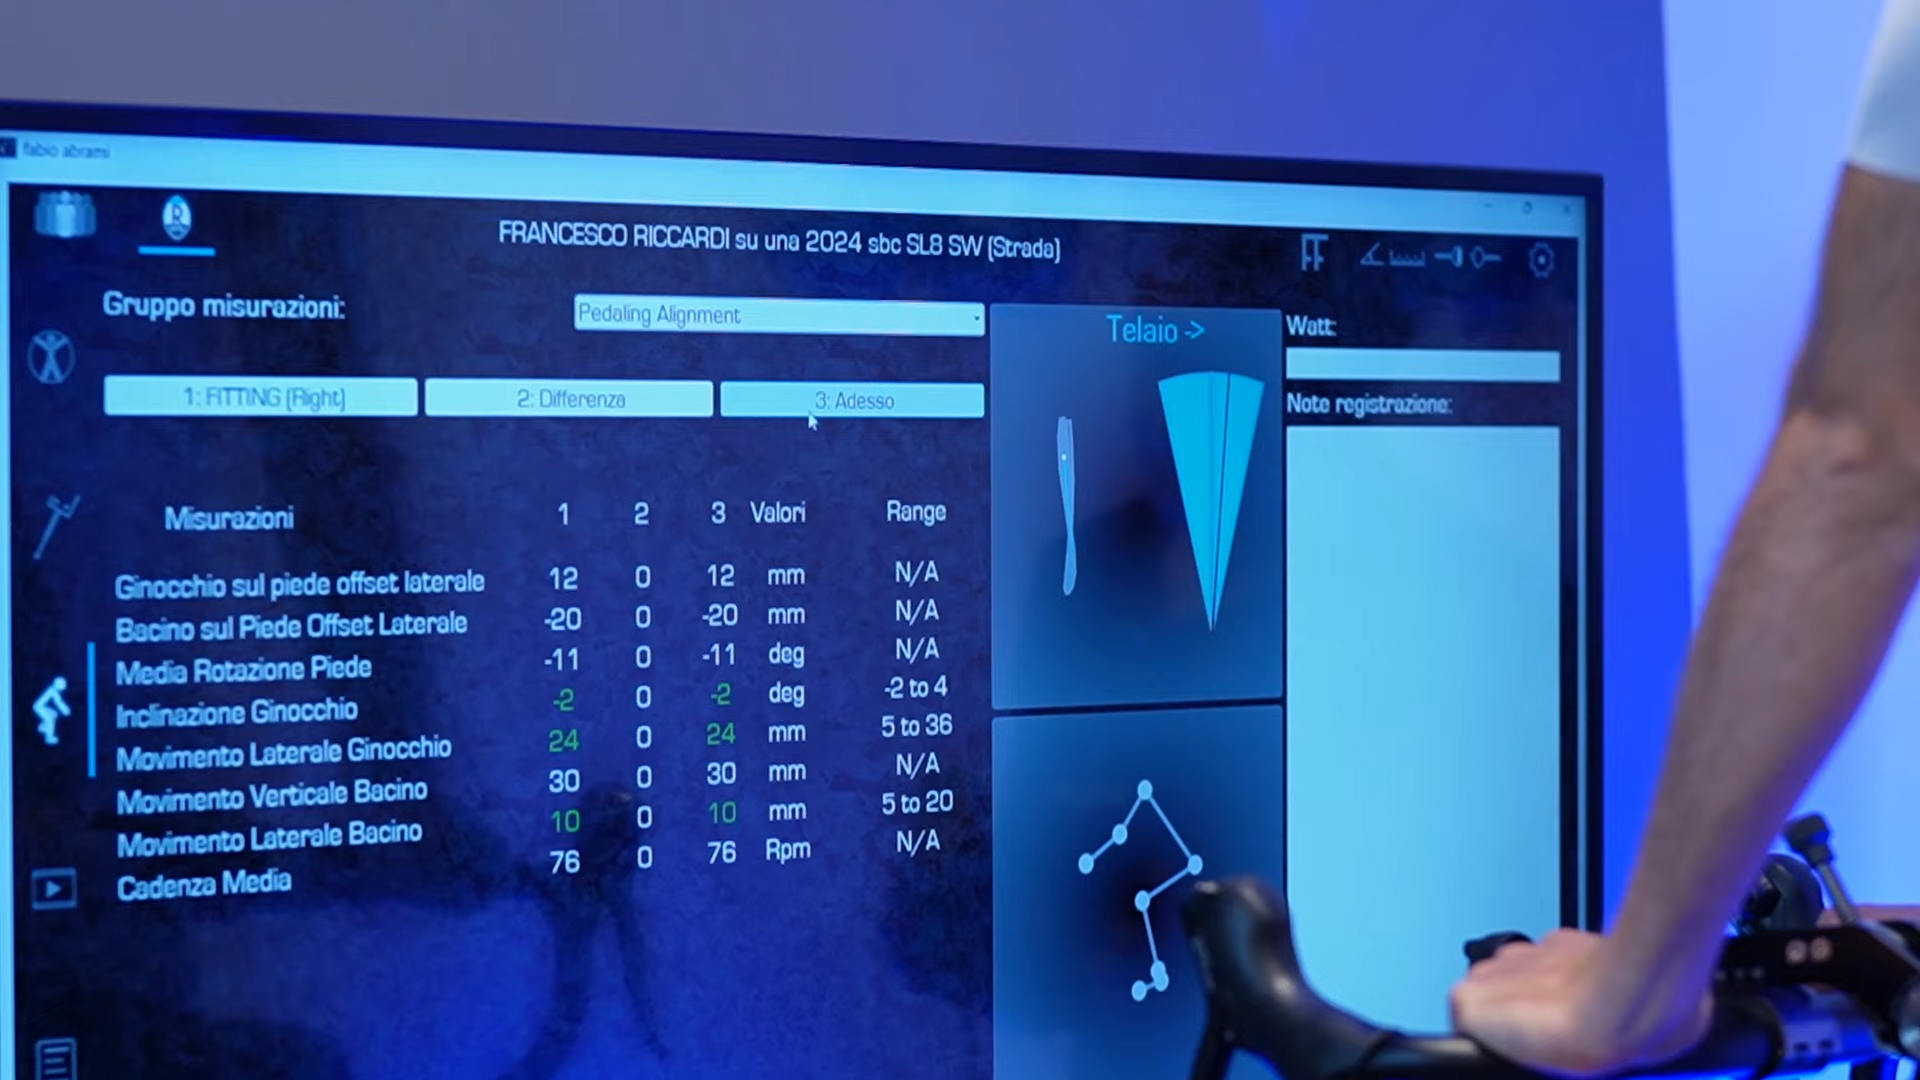 fabio abrami
FRANCESCO RICCARDI su una 2024 sbc SL8 SW (Strada)
Gruppo misurazioni:
Pedaling Alignment
1: FITTING (Right)
2: Differenza
3: Adesso
Misurazioni 1 2 3 Valori Range
Ginocchio sul piede offset laterale 12 0 12 mm N/A
Bacino sul Piede Offset Laterale -20 0 -20 mm N/A
Media Rotazione Piede -11 0 -11 deg N/A
Inclinazione Ginocchio -2 0 -2 deg -2 to 4
Movimento Laterale Ginocchio 24 0 24 mm 5 to 36
Movimento Verticale Bacino 30 0 30 mm N/A
Movimento Laterale Bacino 10 0 10 mm 5 to 20
Cadenza Media 76 0 76 Rpm N/A
Telaio ->
Watt:
Note registrazione: